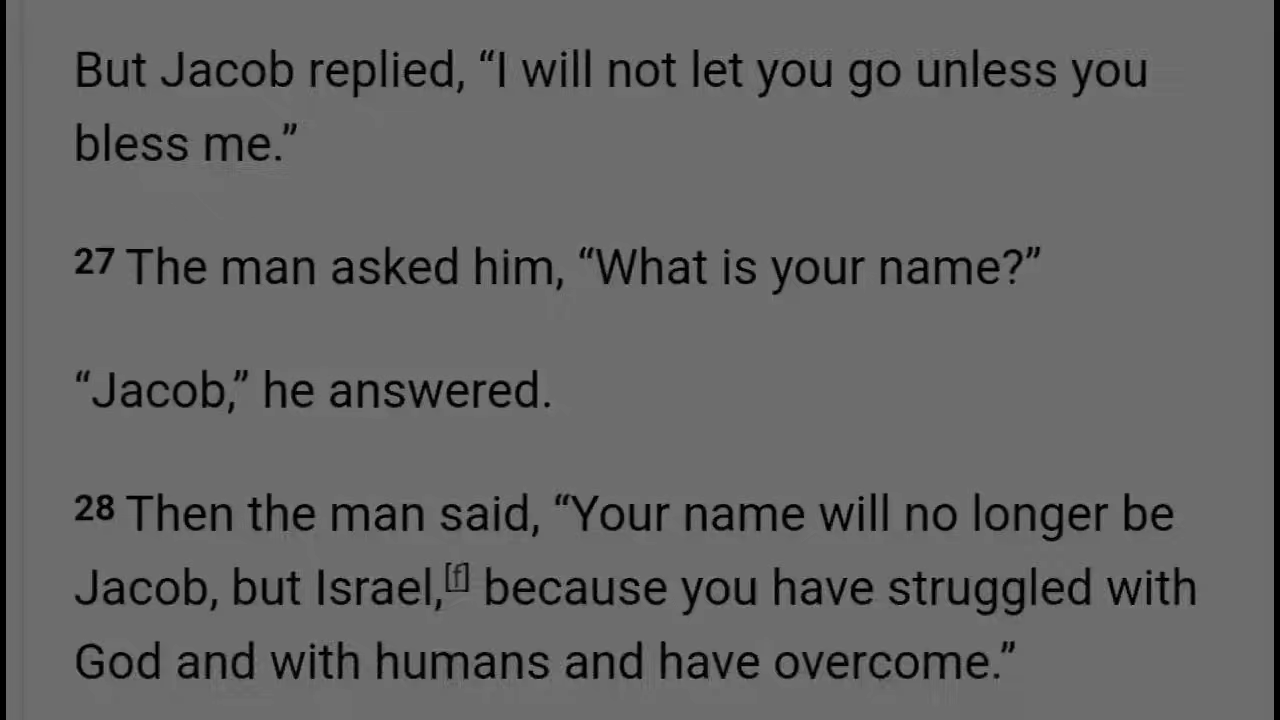 But Jacob replied, “I will not let you go unless you
bless me.”
27 The man asked him, “What is your name?”
“Jacob,” he answered.
28 Then the man said, “Your name will no longer be
Jacob, but Israel,[f] because you have struggled with
God and with humans and have overcome.”